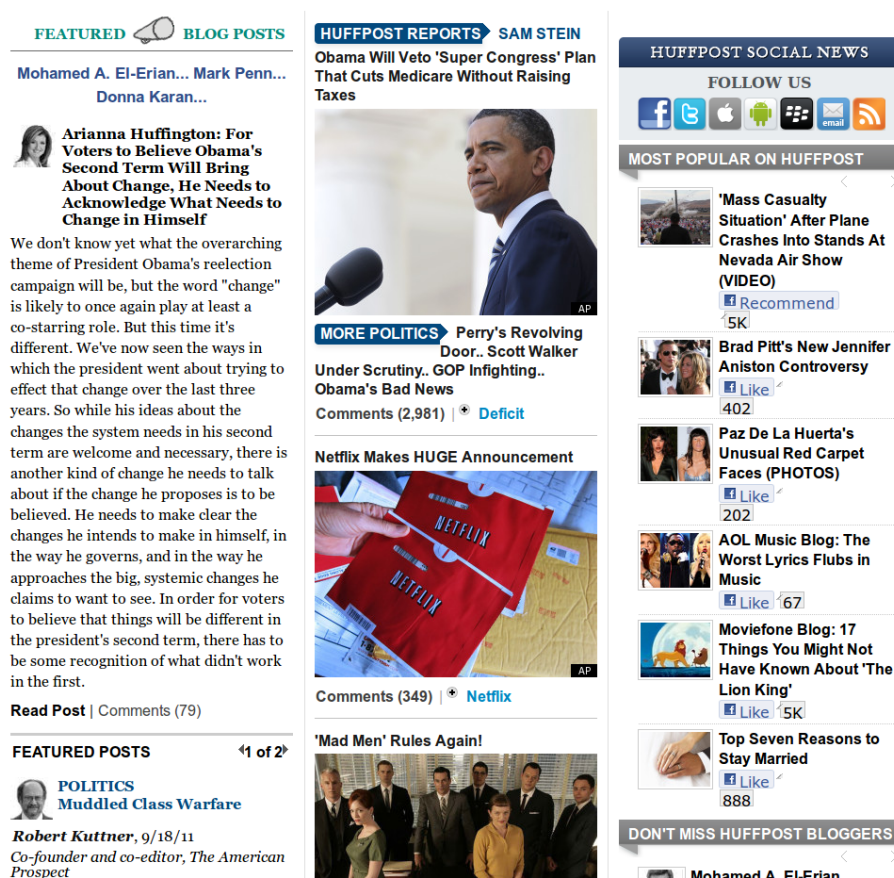 FEATURED BLOG POSTS
Mohamed A. El-Erian... Mark Penn...
Donna Karan...
Arianna Huffington: For
Voters to Believe Obama's
Second Term Will Bring
About Change, He Needs to
Acknowledge What Needs to
Change in Himself
We don't know yet what the overarching
theme of President Obama's reelection
campaign will be, but the word "change"
is likely to once again play at least a
co-starring role. But this time it's
different. We've now seen the ways in
which the president went about trying to
effect that change over the last three
years. So while his ideas about the
changes the system needs in his second
term are welcome and necessary, there is
another kind of change he needs to talk
about if the change he proposes is to be
believed. He needs to make clear the
changes he intends to make in himself, in
the way he governs, and in the way he
approaches the big, systemic changes he
claims to want to see. In order for voters
to believe that things will be different in
the president's second term, there has to
be some recognition of what didn't work
in the first.
Read Post | Comments (79)
FEATURED POSTS 1 of 2
POLITICS
Muddled Class Warfare
Robert Kuttner, 9/18/11
Co-founder and co-editor, The American
Prospect
HUFFPOST REPORTS SAM STEIN
Obama Will Veto 'Super Congress' Plan
That Cuts Medicare Without Raising
Taxes
AP
MORE POLITICS Perry's Revolving
Door.. Scott Walker
Under Scrutiny.. GOP Infighting..
Obama's Bad News
Comments (2,981) | Deficit
Netflix Makes HUGE Announcement
NETFLIX
NETFLIX
AP
Comments (349) | Netflix
'Mad Men' Rules Again!
HUFFPOST SOCIAL NEWS
FOLLOW US
email
MOST POPULAR ON HUFFPOST
'Mass Casualty
Situation' After Plane
Crashes Into Stands At
Nevada Air Show
(VIDEO)
Recommend
5K
Brad Pitt's New Jennifer
Aniston Controversy
Like
402
Paz De La Huerta's
Unusual Red Carpet
Faces (PHOTOS)
Like
202
AOL Music Blog: The
Worst Lyrics Flubs in
Music
Like 67
Moviefone Blog: 17
Things You Might Not
Have Known About 'The
Lion King'
Like 5K
Top Seven Reasons to
Stay Married
Like
888
DON'T MISS HUFFPOST BLOGGERS
Mohamed A. El-Erian